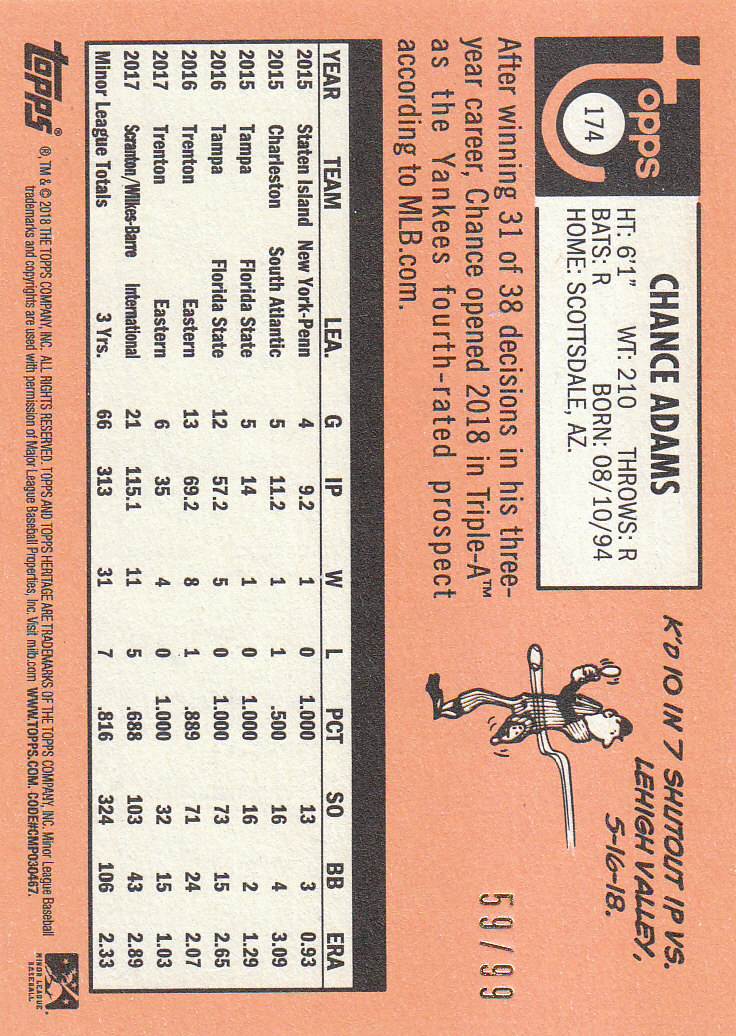 topps
174
CHANCE ADAMS
HT: 6'1" WT: 210 THROWS: R
BATS: R BORN: 08/10/94
HOME: SCOTTSDALE, AZ.
K'D 10 IN 7 SHUTOUT IP VS.
LEHIGH VALLEY,
5-16-18.
After winning 31 of 38 decisions in his three-
year career, Chance opened 2018 in Triple-A™
as the Yankees fourth-rated prospect
according to MLB.com.
59/99
YEAR TEAM LEA. G IP W L PCT SO BB ERA
2015 Staten Island New York-Penn 4 9.2 1 0 1.000 13 3 0.93
2015 Charleston South Atlantic 5 11.2 1 1 .500 16 4 3.09
2015 Tampa Florida State 5 14 1 0 1.000 16 2 1.29
2016 Tampa Florida State 12 57.2 5 0 1.000 73 15 2.65
2016 Trenton Eastern 13 69.2 8 1 .889 71 24 2.07
2017 Trenton Eastern 6 35 4 0 1.000 32 15 1.03
2017 Scranton/Wilkes-Barre International 21 115.1 11 5 .688 103 43 2.89
Minor League Totals 3 Yrs. 66 313 31 7 .816 324 106 2.33
topps®
®, TM & © 2018 THE TOPPS COMPANY, INC. ALL RIGHTS RESERVED. TOPPS AND TOPPS HERITAGE ARE TRADEMARKS OF THE TOPPS COMPANY, INC. Minor League Baseball
trademarks and copyrights are used with permission of Major League Baseball Properties, Inc. Visit milb.com WWW.TOPPS.COM. CODE#CMP030467.
MINOR LEAGUE
BASEBALL